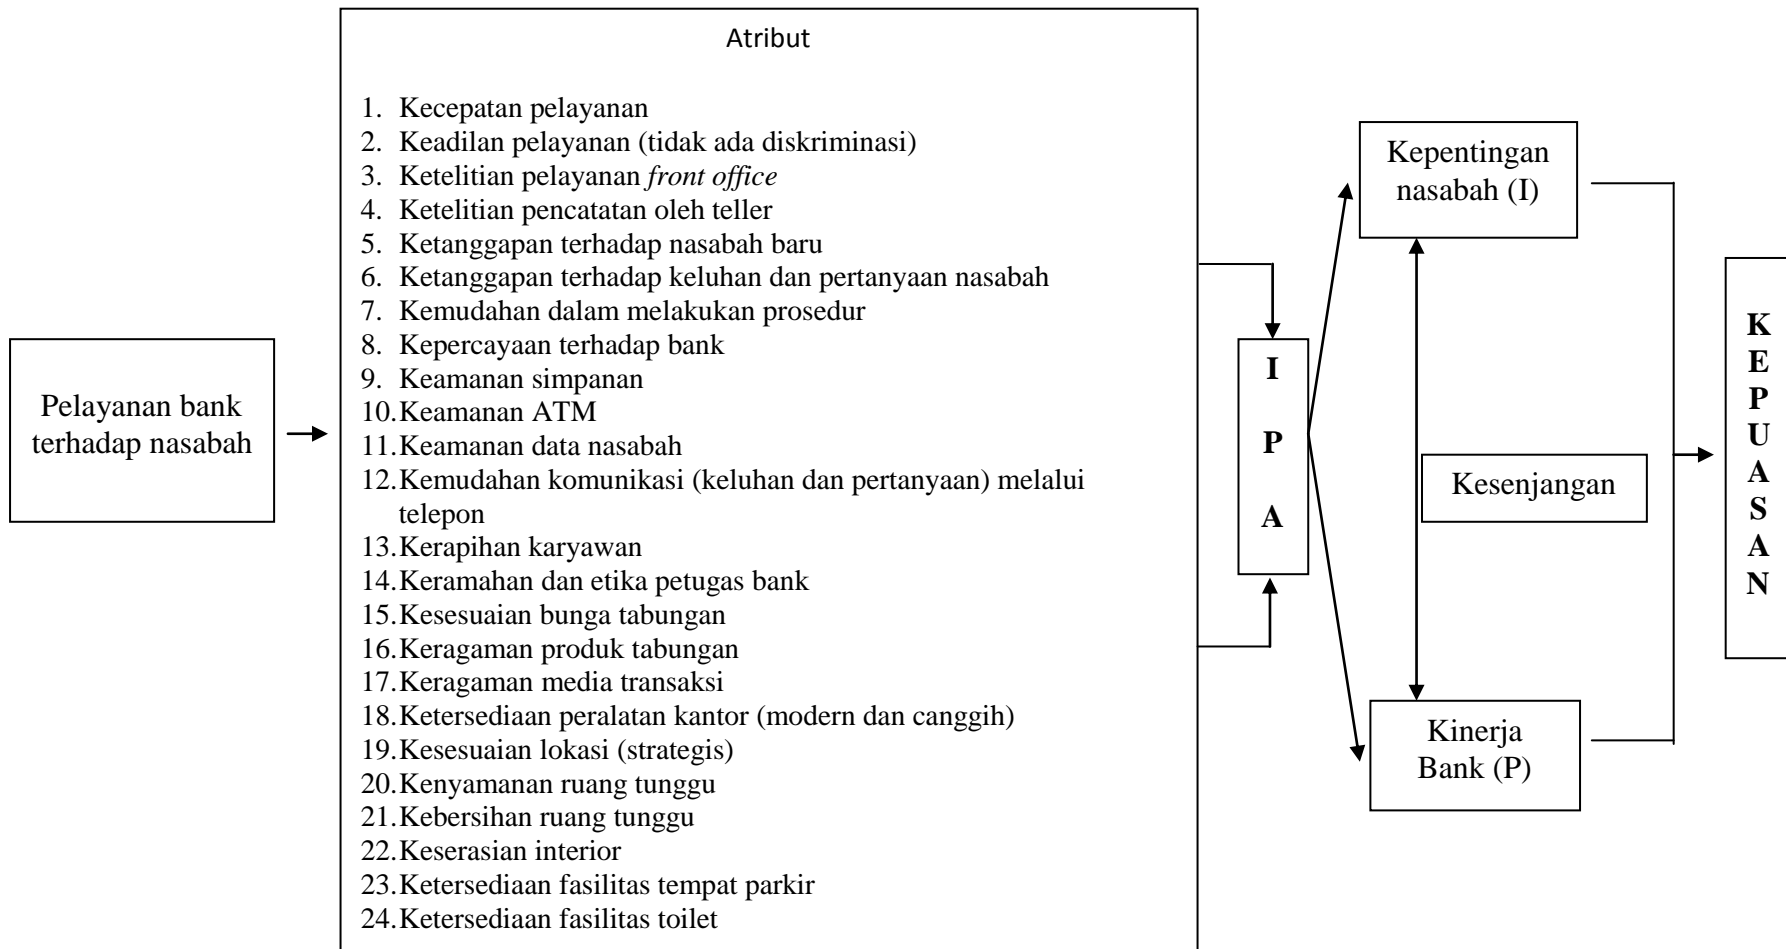 Pelayanan bank
terhadap nasabah
Atribut
1. Kecepatan pelayanan
2. Keadilan pelayanan (tidak ada diskriminasi)
3. Ketelitian pelayanan front office
4. Ketelitian pencatatan oleh teller
5. Ketanggapan terhadap nasabah baru
6. Ketanggapan terhadap keluhan dan pertanyaan nasabah
7. Kemudahan dalam melakukan prosedur
8. Kepercayaan terhadap bank
9. Keamanan simpanan
10. Keamanan ATM
11. Keamanan data nasabah
12. Kemudahan komunikasi (keluhan dan pertanyaan) melalui
telepon
13. Kerapihan karyawan
14. Keramahan dan etika petugas bank
15. Kesesuaian bunga tabungan
16. Keragaman produk tabungan
17. Keragaman media transaksi
18. Ketersediaan peralatan kantor (modern dan canggih)
19. Kesesuaian lokasi (strategis)
20. Kenyamanan ruang tunggu
21. Kebersihan ruang tunggu
22. Keserasian interior
23. Ketersediaan fasilitas tempat parkir
24. Ketersediaan fasilitas toilet
I
P
A
Kepentingan
nasabah (I)
Kesenjangan
Kinerja
Bank (P)
K
E
P
U
A
S
A
N